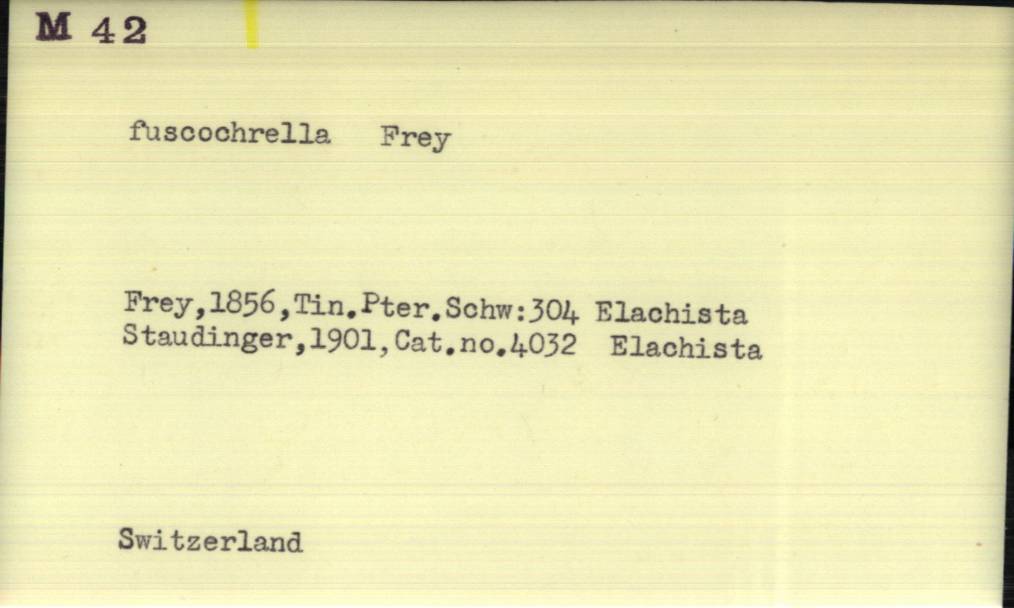 M 42
fuscochrella Frey
Frey,1856,Tin.Pter.Schw:304 Elachista
Staudinger,1901,Cat.no.4032 Elachista
Switzerland